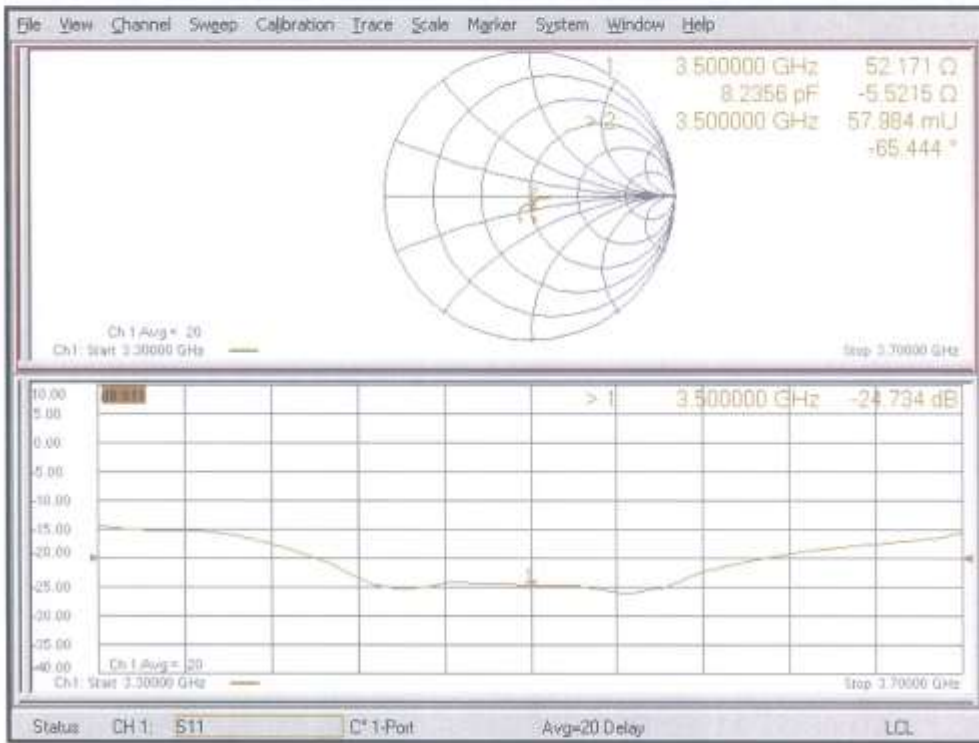 File View Channel Sweep Calibration Trace Scale Marker System Window Help
1 3.500000 GHz 52.171 Ω
8.2356 pF -5.5215 Ω
> 2 3.500000 GHz 57.984 mU
-65.444 °
Ch 1 Avg = 20
Ch1: Start 3.30000 GHz
Stop 3.70000 GHz
10.00
> 1 3.500000 GHz -24.734 dB
5.00
0.00
-5.00
-10.00
-15.00
-20.00
1
-25.00
-30.00
-35.00
-40.00
Ch 1 Avg = 20
Ch1: Start 3.30000 GHz
Stop 3.70000 GHz
Status CH 1: S11 C* 1-Port Avg=20 Delay LCL